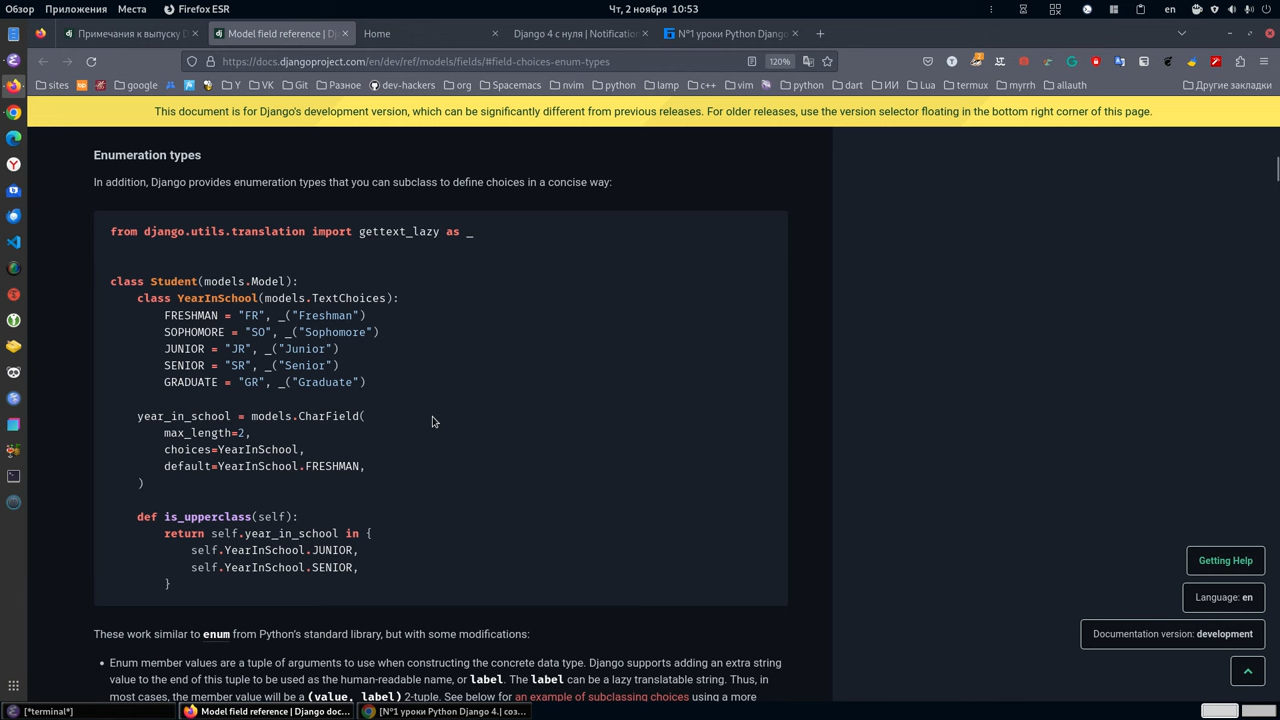 Обзор Приложения Места Firefox ESR Чт, 2 ноября 10:53 en
Примечания к выпуску D Model field reference | Dj Home Django 4 с нуля | Notification N°1 уроки Python Django
https://docs.djangoproject.com/en/dev/ref/models/fields/#field-choices-enum-types 120%
sites google Y VK Git Разное dev-hackers org Spacemacs nvim python lamp c++ vim python dart ИИ Lua termux myrrh allauth Другие закладки
This document is for Django's development version, which can be significantly different from previous releases. For older releases, use the version selector floating in the bottom right corner of this page.
Enumeration types
In addition, Django provides enumeration types that you can subclass to define choices in a concise way:
from django.utils.translation import gettext_lazy as _
class Student(models.Model):
class YearInSchool(models.TextChoices):
FRESHMAN = "FR", _("Freshman")
SOPHOMORE = "SO", _("Sophomore")
JUNIOR = "JR", _("Junior")
SENIOR = "SR", _("Senior")
GRADUATE = "GR", _("Graduate")
year_in_school = models.CharField(
max_length=2,
choices=YearInSchool,
default=YearInSchool.FRESHMAN,
)
def is_upperclass(self):
return self.year_in_school in {
self.YearInSchool.JUNIOR,
self.YearInSchool.SENIOR,
}
Getting Help
Language: en
Documentation version: development
These work similar to enum from Python's standard library, but with some modifications:
• Enum member values are a tuple of arguments to use when constructing the concrete data type. Django supports adding an extra string
value to the end of this tuple to be used as the human-readable name, or label. The label can be a lazy translatable string. Thus, in
most cases, the member value will be a (value, label) 2-tuple. See below for an example of subclassing choices using a more
[*terminal*] Model field reference | Django doc... [N°1 уроки Python Django 4.| соз...